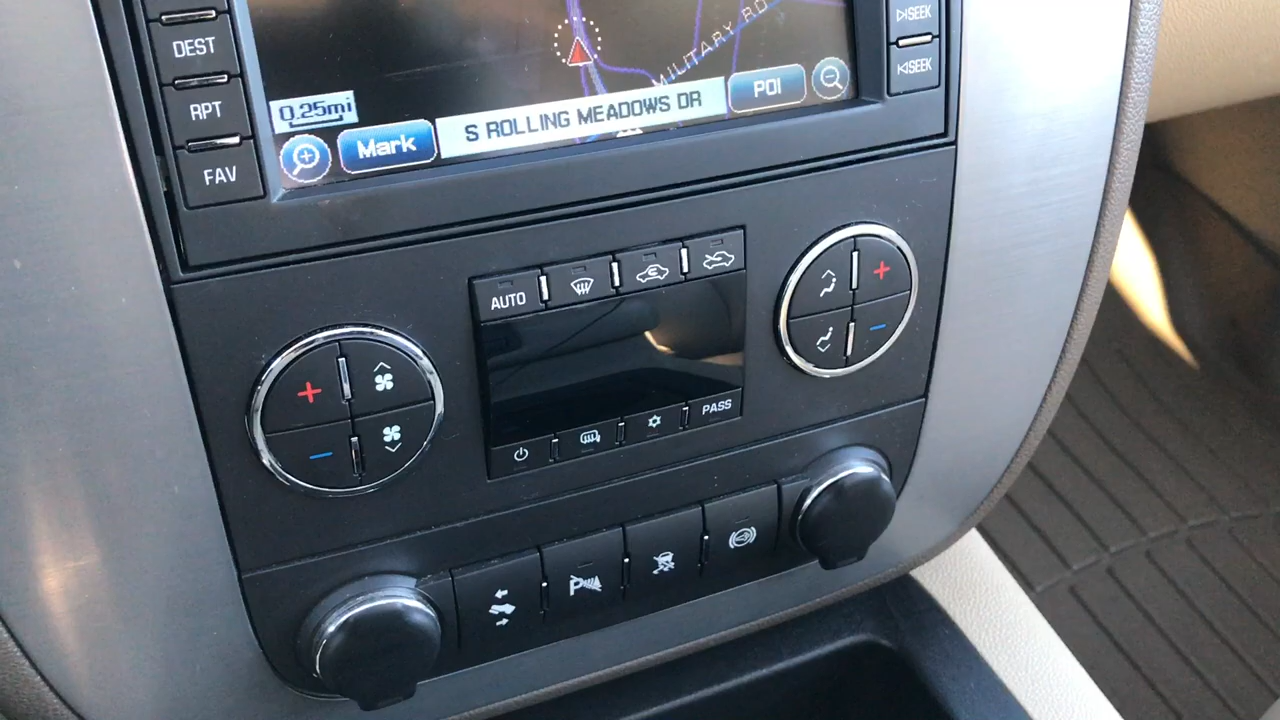 DEST
RPT
FAV
MILITARY RD
0.25mi
Mark
S ROLLING MEADOWS DR
POI
SEEK
SEEK
AUTO
PASS
P